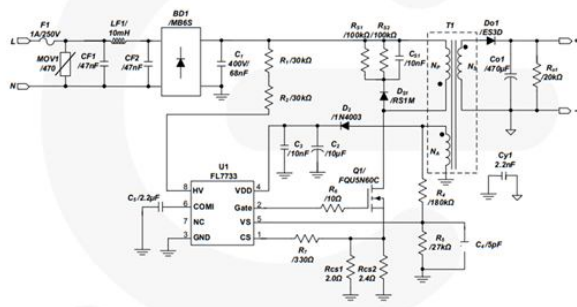 F1
1A/250V
LF1/
10mH
BD1
/MB6S
L
N
MOV1
/470
CF1
/47nF
CF2
/47nF
C1
400V/
68nF
R1/30kΩ
R2/30kΩ
RS1
/100kΩ
RS2
/100kΩ
CS1
/10nF
DS1
/RS1M
T1
NP
NS
NA
Do1
/ES3D
Co1
/470µF
Ro1
/20kΩ
Cy1
2.2nF
D2
/1N4003
C3
/10nF
C2
/10µF
U1
FL7733
C5/2.2µF
8 HV
6 COMI
7 NC
3 GND
VDD 4
Gate 2
VS 5
CS 1
Q1/
FQU5N60C
R6
/10Ω
R4
/180kΩ
R5
/27kΩ
C4/5pF
R7
/330Ω
Rcs1
2.0Ω
Rcs2
2.4Ω